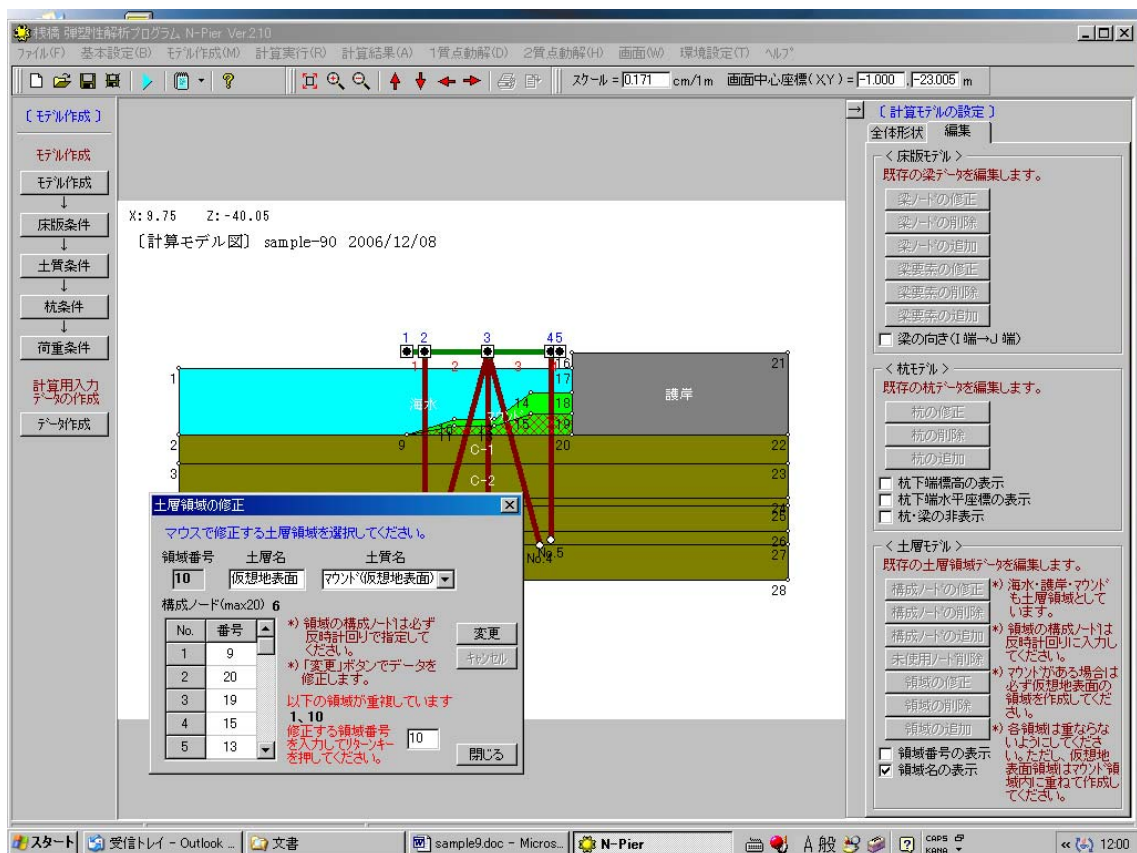 桟橋 弾塑性解析プログラム N-Pier Ver2.10
ファイル(F) 基本設定(B) モデル作成(M) 計算実行(R) 計算結果(A) 1質点動解(D) 2質点動解(H) 画面(W) 環境設定(T) ヘルプ
スケール = 0.171 cm/1m 画面中心座標(XY) = -1.000 , -23.005 m
〔モデル作成〕
モデル作成
モデル作成
↓
床版条件
↓
土質条件
↓
杭条件
↓
荷重条件
計算用入力
データの作成
データ作成
X: 9.75 Z: -40.05
〔計算モデル図〕 sample-90 2006/12/08
1 2 3 4 5
1 2 3 16
1 17 21
海水 14 18 護岸
15 19
2 9 20 22
C-1
3 23
C-2
24
25
26
No.4 No.5 27
28
土層領域の修正
マウスで修正する土層領域を選択してください。
領域番号 土層名 土質名
10 仮想地表面 マウンド(仮想地表面)
構成ノード(max20) 6
No. 番号
1 9
2 20
3 19
4 15
5 13
*) 領域の構成ノードは必ず
反時計回りで指定して
ください。
*)「変更」ボタンでデータを
修正します。
以下の領域が重複しています
1、10
修正する領域番号
を入力してリターンキー
を押してください。
10
変更
キャンセル
閉じる
〔計算モデルの設定〕
全体形状 編集
< 床版モデル >
既存の梁データを編集します。
梁ノードの修正
梁ノードの削除
梁ノードの追加
梁要素の修正
梁要素の削除
梁要素の追加
梁の向き(I 端→J 端)
< 杭モデル >
既存の杭データを編集します。
杭の修正
杭の削除
杭の追加
杭下端標高の表示
杭下端水平座標の表示
杭・梁の非表示
< 土層モデル >
既存の土層領域データを編集します。
構成ノードの修正
構成ノードの削除
構成ノードの追加
未使用ノード削除
領域の修正
領域の削除
領域の追加
領域番号の表示
領域名の表示
*) 海水・護岸・マウンド
も土層領域として
います。
*) 領域の構成ノードは
反時計回りに入力し
てください。
*) マウンドがある場合は
必ず仮想地表面の
領域を作成してくだ
さい。
*) 各領域は重ならな
いようにしてくださ
い。ただし、仮想地
表面領域はマウンド領
域内に重ねて作成し
てください。
スタート 受信トレイ - Outlook ... 文書 sample9.doc - Micros... N-Pier A 般 CAPS KANA 12:00